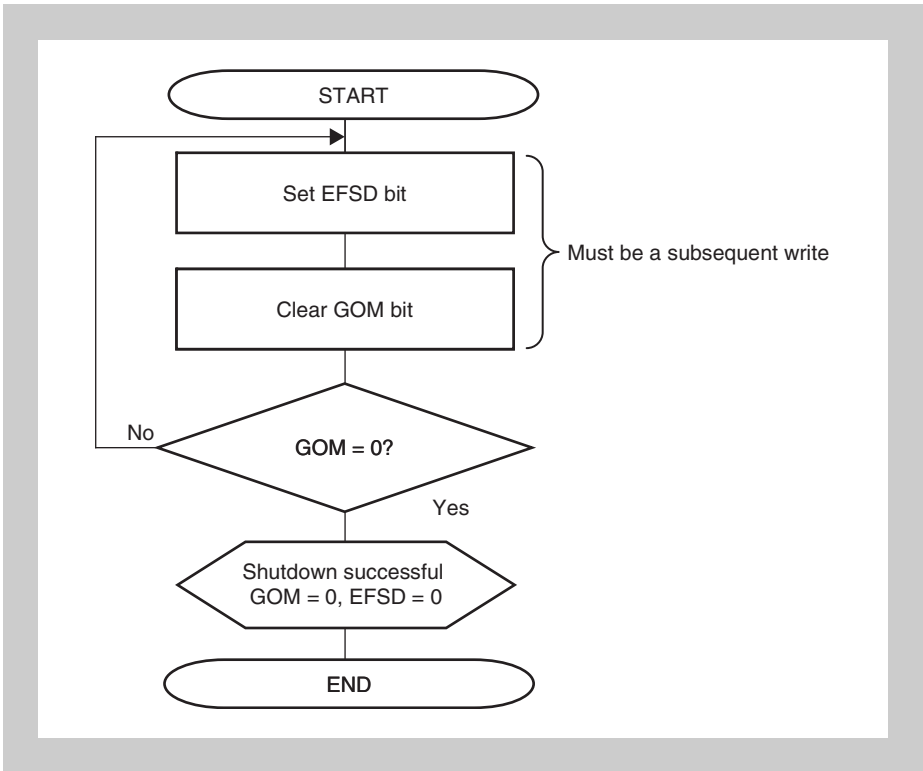 START
Set EFSD bit
Must be a subsequent write
Clear GOM bit
No
GOM = 0?
Yes
Shutdown successful
GOM = 0, EFSD = 0
END